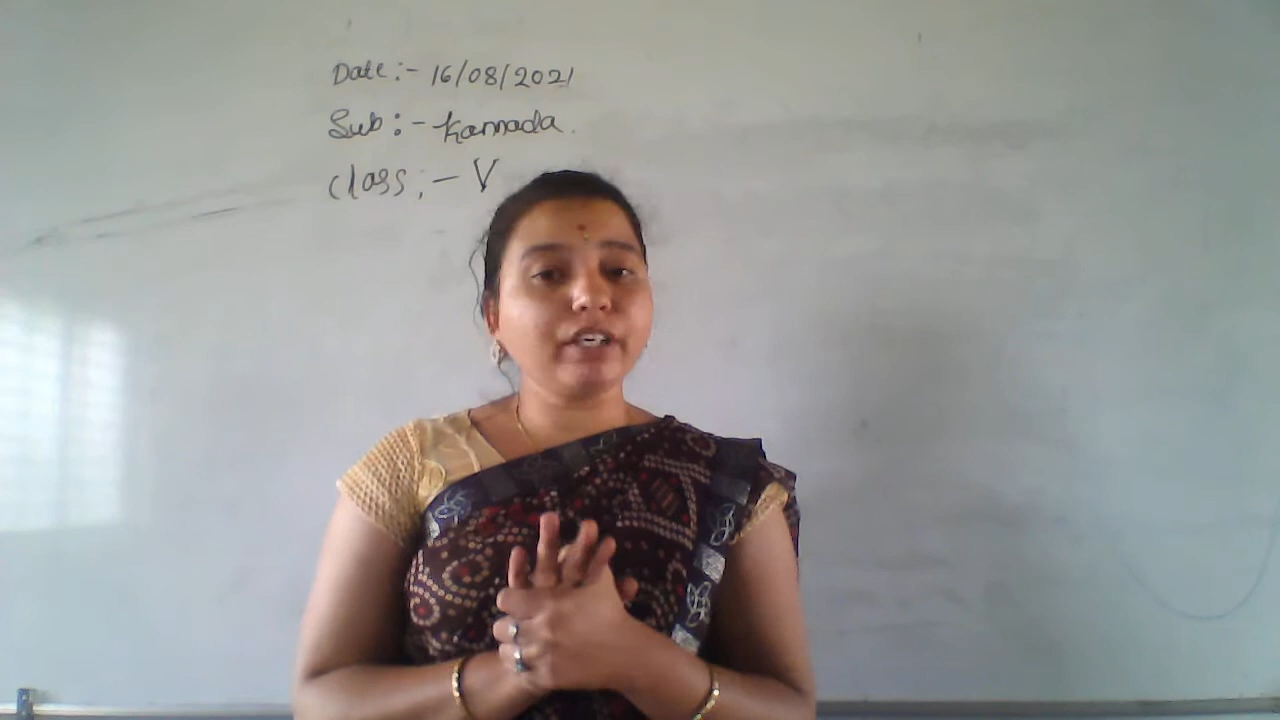 Date:- 16/08/2021
Sub:- Kannada.
Class:- V